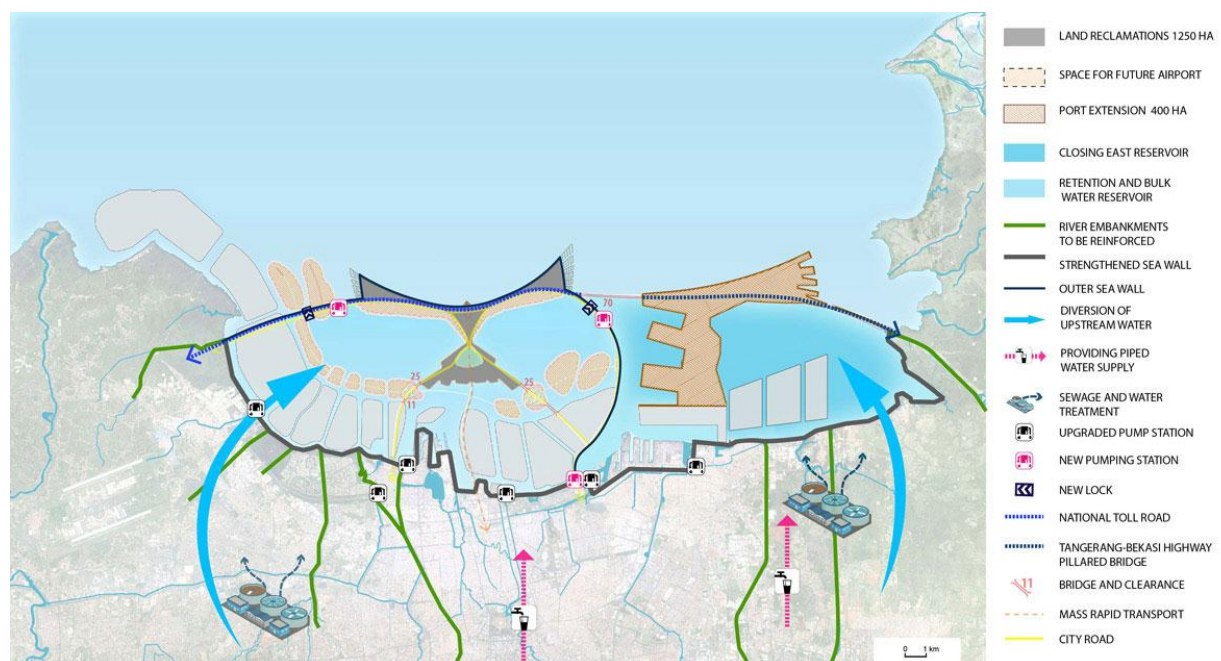 70
25
11
25
0 1 km
LAND RECLAMATIONS 1250 HA
SPACE FOR FUTURE AIRPORT
PORT EXTENSION 400 HA
CLOSING EAST RESERVOIR
RETENTION AND BULK
WATER RESERVOIR
RIVER EMBANKMENTS
TO BE REINFORCED
STRENGTHENED SEA WALL
OUTER SEA WALL
DIVERSION OF
UPSTREAM WATER
PROVIDING PIPED
WATER SUPPLY
SEWAGE AND WATER
TREATMENT
UPGRADED PUMP STATION
NEW PUMPING STATION
NEW LOCK
NATIONAL TOLL ROAD
TANGERANG-BEKASI HIGHWAY
PILLARED BRIDGE
11
BRIDGE AND CLEARANCE
MASS RAPID TRANSPORT
CITY ROAD